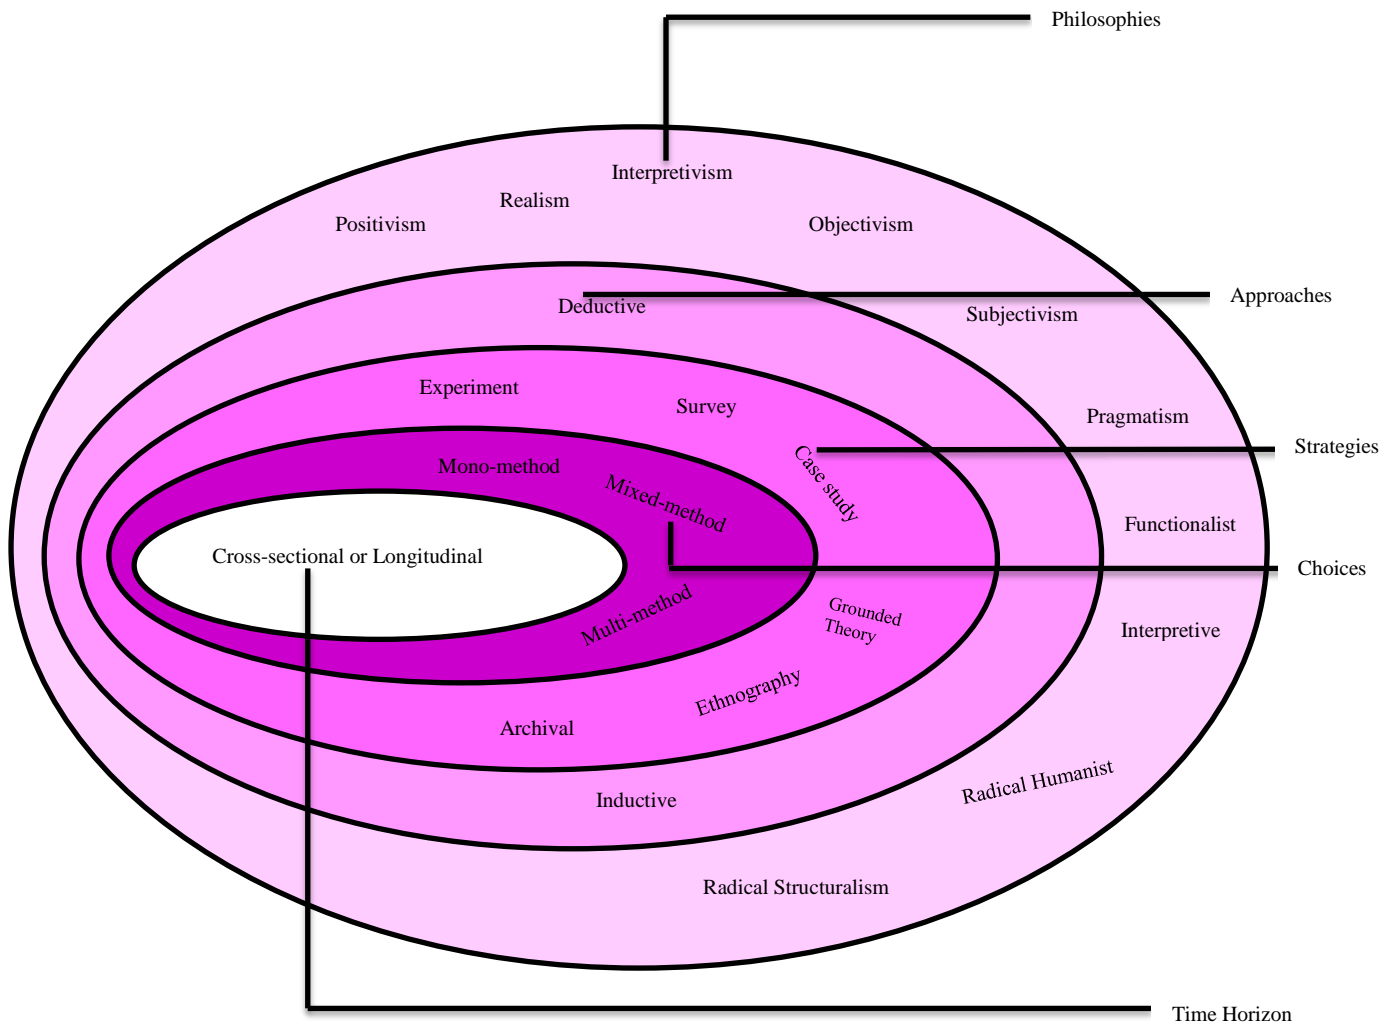 Philosophies
Interpretivism
Realism
Positivism
Objectivism
Approaches
Deductive
Subjectivism
Experiment
Survey
Pragmatism
Strategies
Case study
Mono-method
Mixed-method
Functionalist
Cross-sectional or Longitudinal
Choices
Multi-method
Grounded
Theory
Interpretive
Ethnography
Archival
Radical Humanist
Inductive
Radical Structuralism
Time Horizon